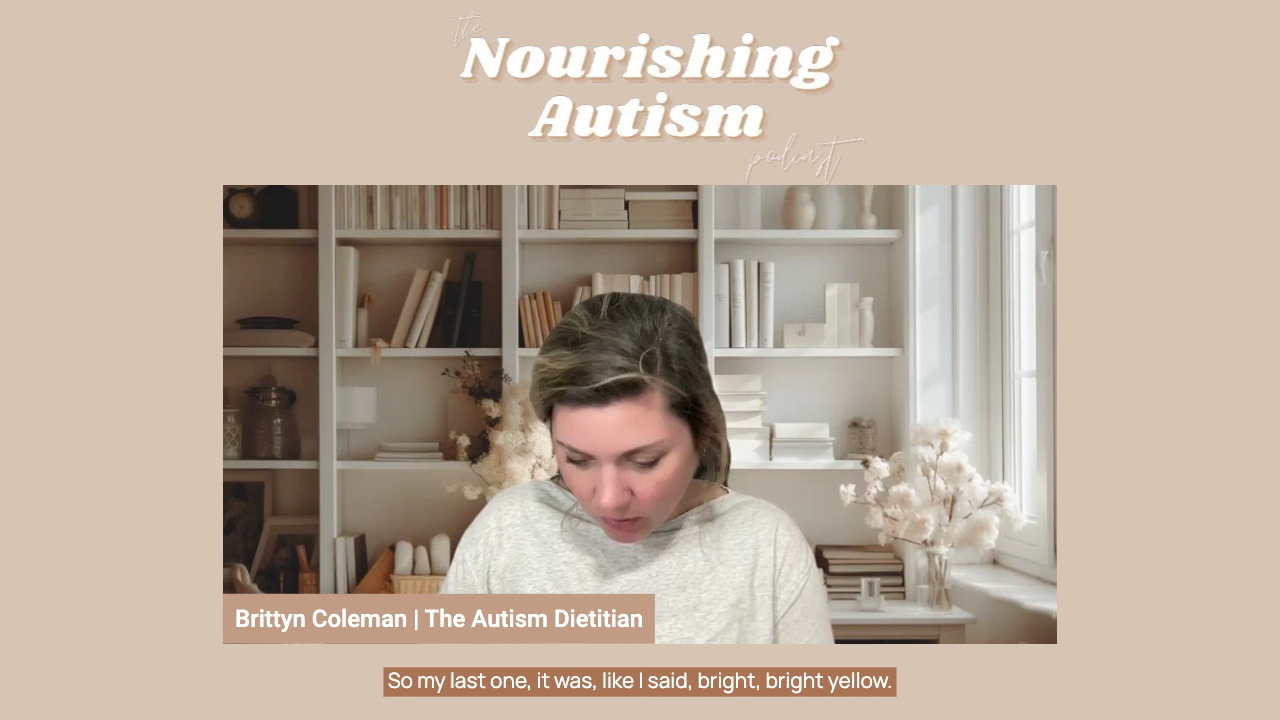 the
Nourishing
Autism
podcast
Brittyn Coleman | The Autism Dietitian
So my last one, it was, like I said, bright, bright yellow.